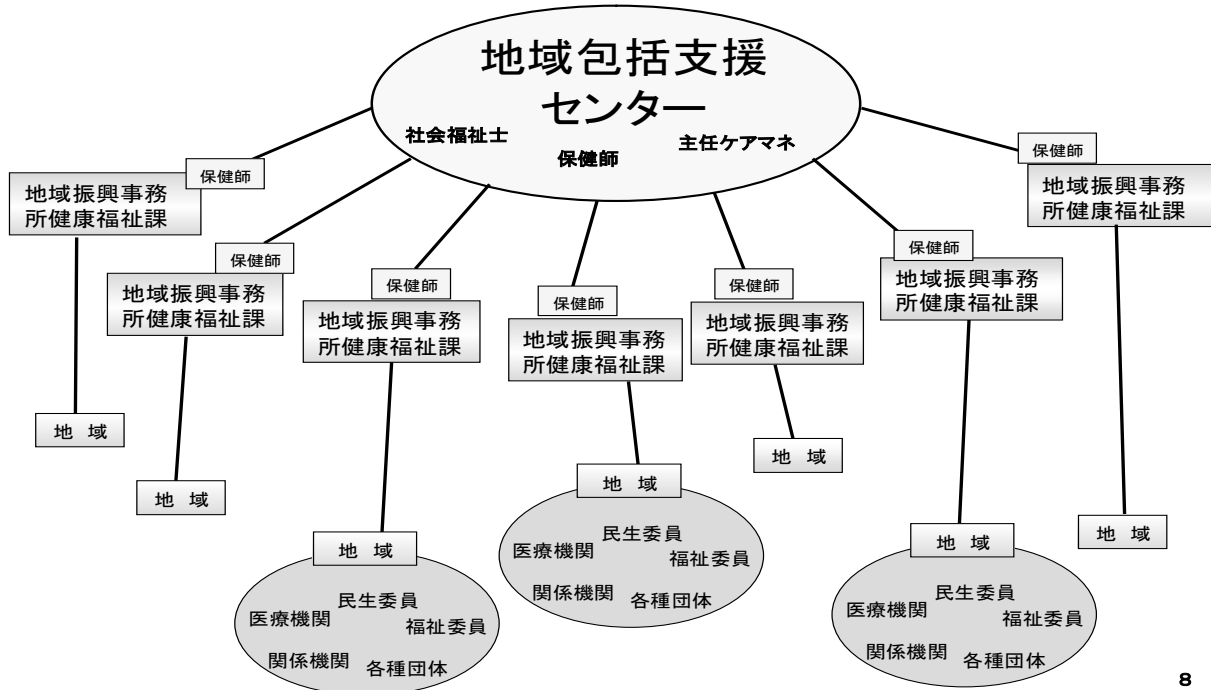 地域包括支援
センター
社会福祉士
保健師
主任ケアマネ
保健師
地域振興事務
所健康福祉課
地 域
保健師
地域振興事務
所健康福祉課
地 域
保健師
地域振興事務
所健康福祉課
地 域
医療機関
民生委員
福祉委員
関係機関
各種団体
保健師
地域振興事務
所健康福祉課
地 域
医療機関
民生委員
福祉委員
関係機関
各種団体
保健師
地域振興事務
所健康福祉課
地 域
保健師
地域振興事務
所健康福祉課
地 域
医療機関
民生委員
福祉委員
関係機関
各種団体
保健師
地域振興事務
所健康福祉課
地 域
8